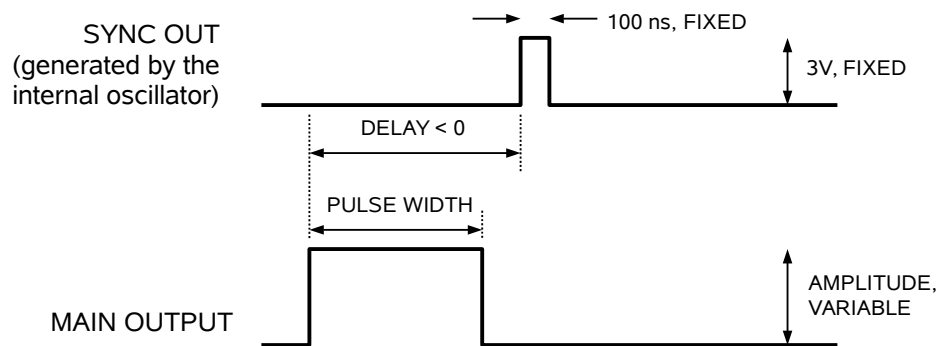 100 ns, FIXED
SYNC OUT
(generated by the
internal oscillator)
3V, FIXED
DELAY < 0
PULSE WIDTH
AMPLITUDE,
VARIABLE
MAIN OUTPUT